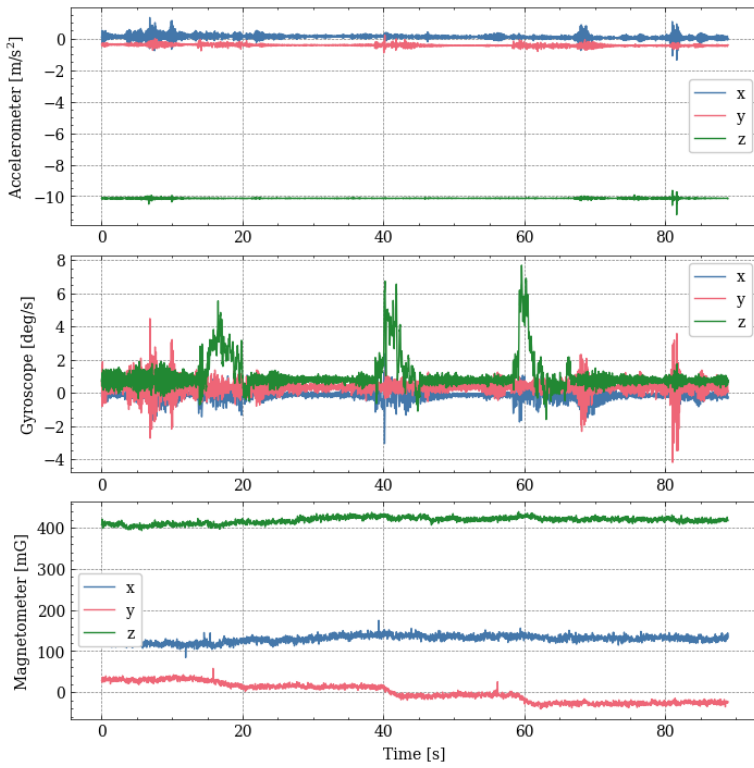 Accelerometer [m/s²]
0
−2
−4
−6
−8
−10
x
y
z
0 20 40 60 80
Gyroscope [deg/s]
8
6
4
2
0
−2
−4
x
y
z
0 20 40 60 80
Magnetometer [mG]
400
300
200
100
0
x
y
z
0 20 40 60 80
Time [s]